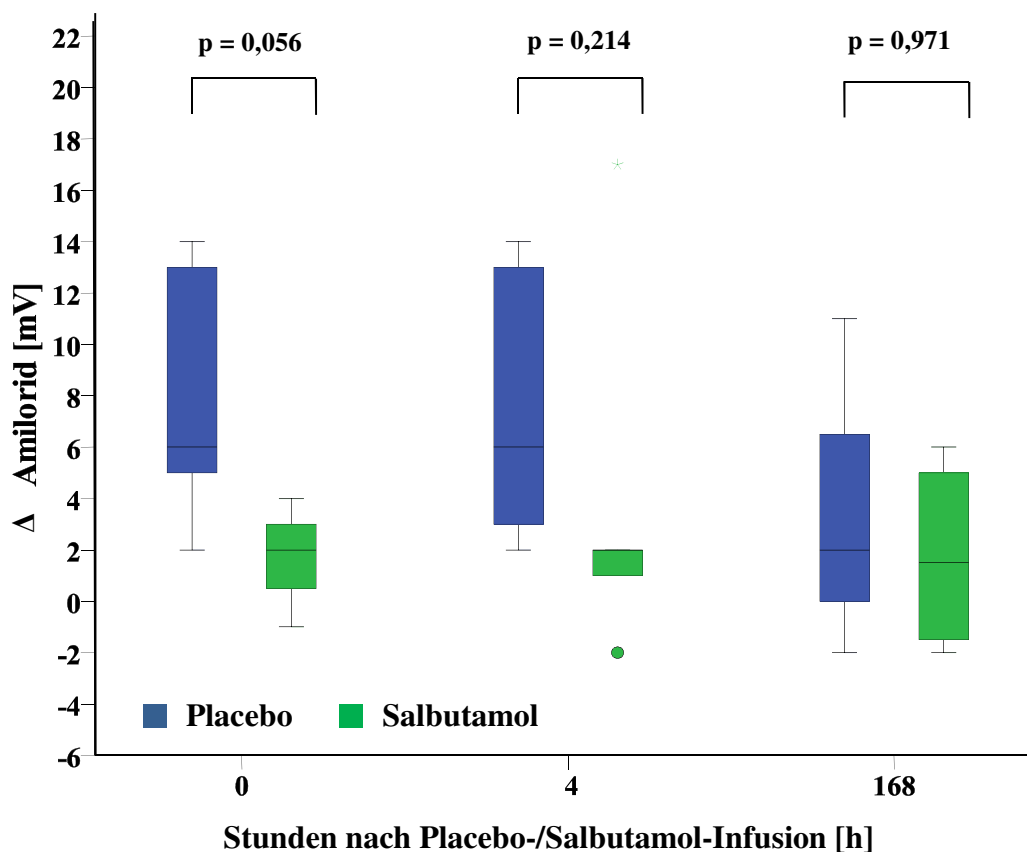 p = 0,056
p = 0,214
p = 0,971
22
20
18
16
14
12
10
8
6
4
2
0
-2
-4
-6
Δ Amilorid [mV]
Placebo Salbutamol
0 4 168
Stunden nach Placebo-/Salbutamol-Infusion [h]